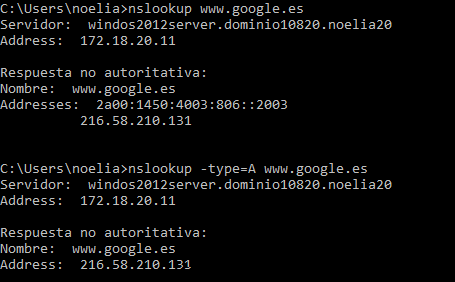 C:\Users\noelia>nslookup www.google.es
Servidor:  windos2012server.dominio10820.noelia20
Address:  172.18.20.11

Respuesta no autoritativa:
Nombre:  www.google.es
Addresses:  2a00:1450:4003:806::2003
          216.58.210.131

C:\Users\noelia>nslookup -type=A www.google.es
Servidor:  windos2012server.dominio10820.noelia20
Address:  172.18.20.11

Respuesta no autoritativa:
Nombre:  www.google.es
Address:  216.58.210.131